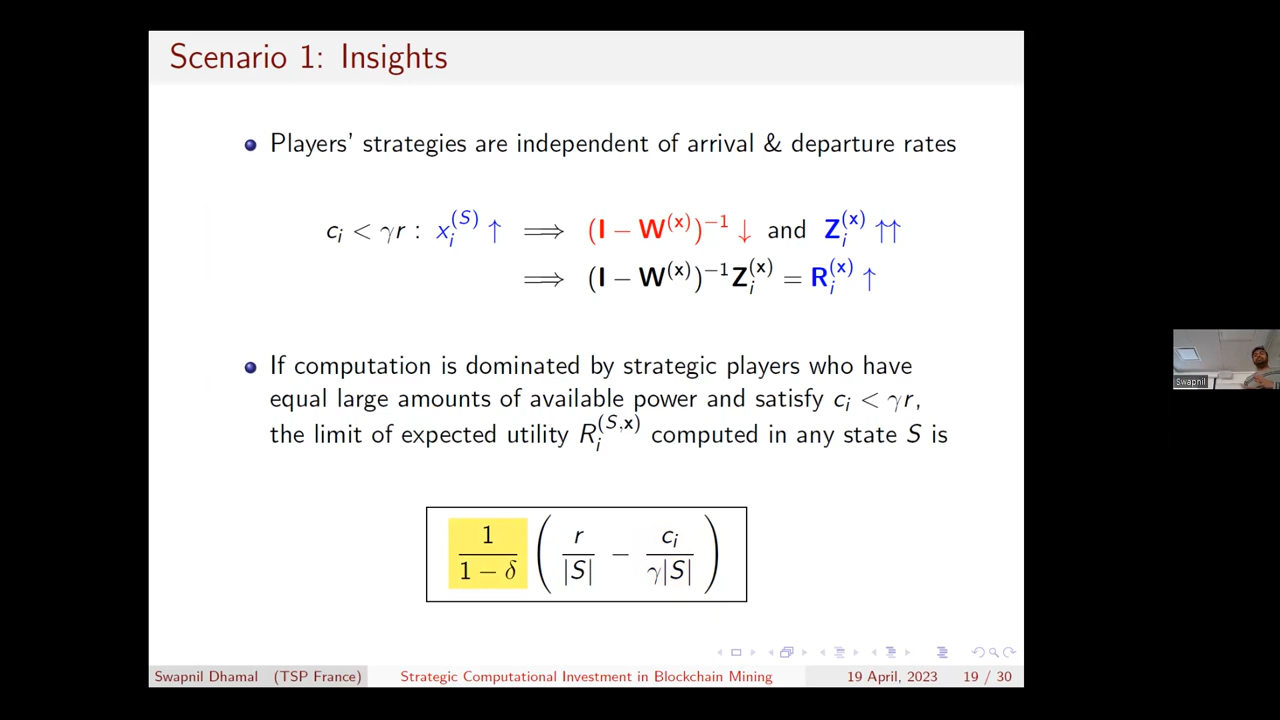 Scenario 1: Insights
Players' strategies are independent of arrival & departure rates
c_i < γr : x_i^(S) ↑ ⟹ (I − W^(x))^−1 ↓ and Z_i^(x) ↑↑
⟹ (I − W^(x))^−1 Z_i^(x) = R_i^(x) ↑
If computation is dominated by strategic players who have
equal large amounts of available power and satisfy c_i < γr,
the limit of expected utility R_i^(S,x) computed in any state S is
1/(1 − δ) ( r/|S| − c_i/(γ|S|) )
Swapnil
Swapnil Dhamal (TSP France) Strategic Computational Investment in Blockchain Mining 19 April, 2023 19 / 30